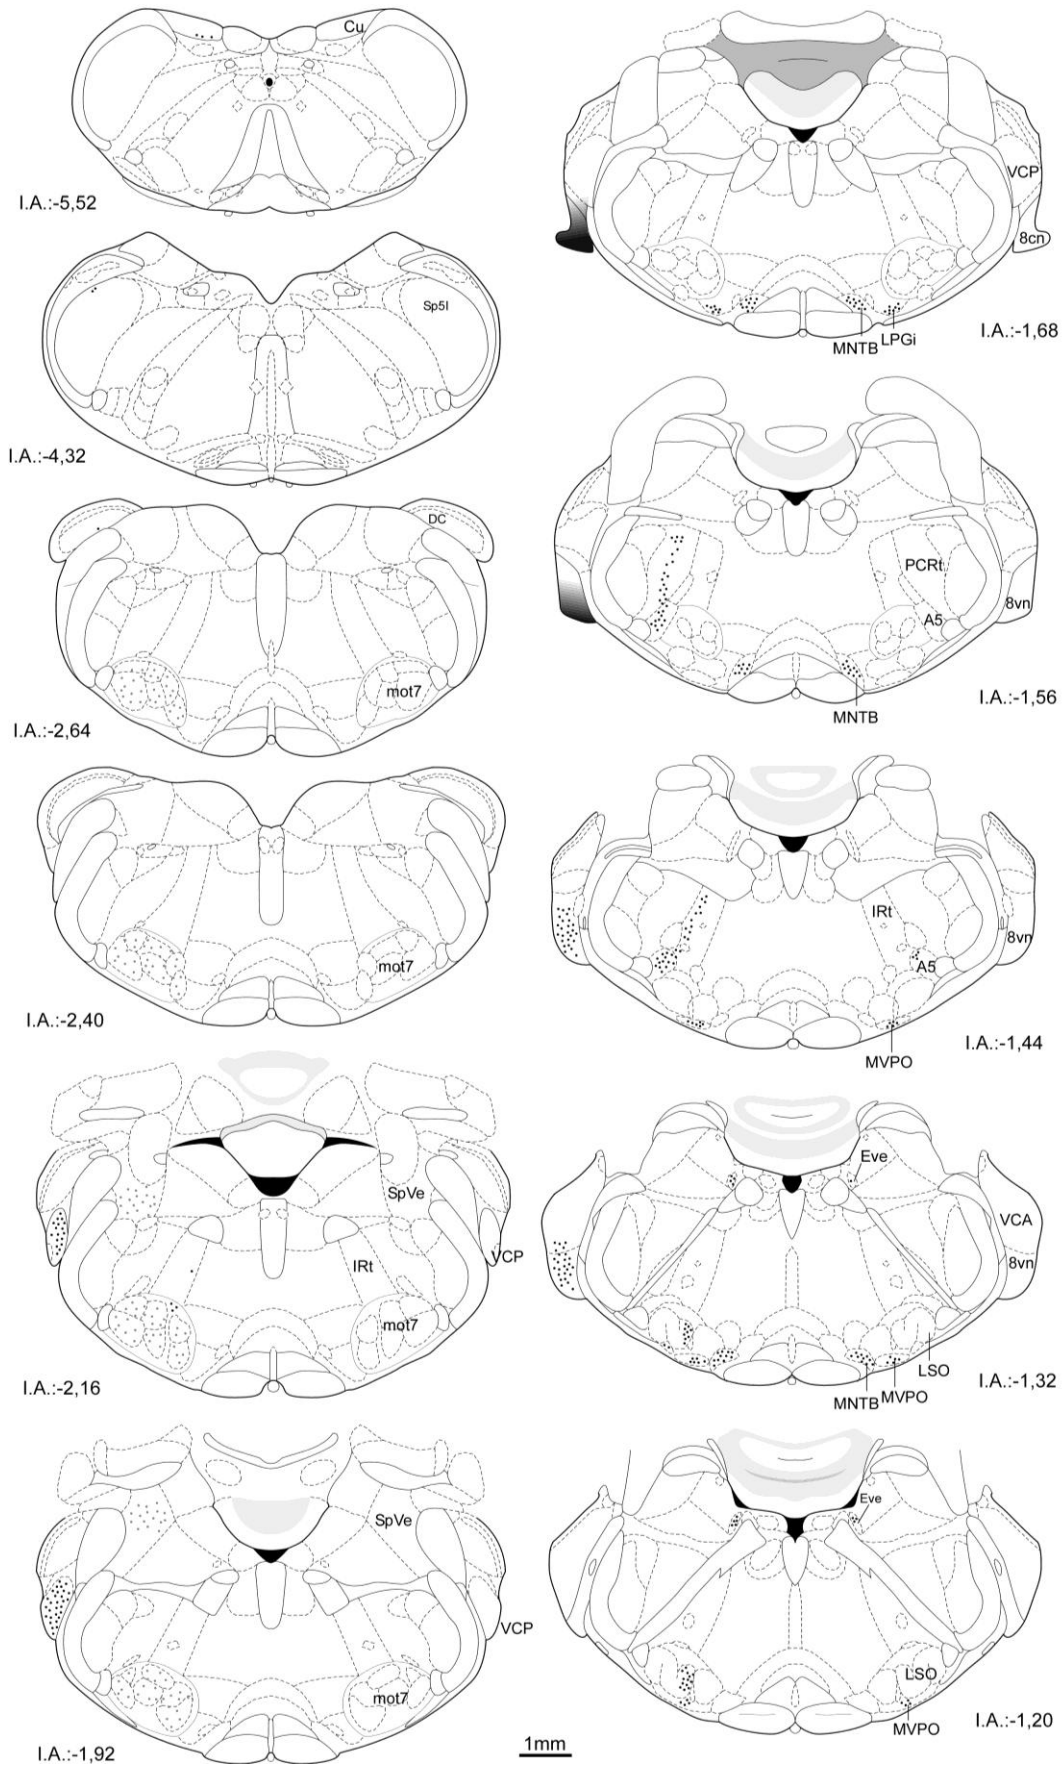 Cu
I.A.:-5,52
Sp5I
I.A.:-4,32
DC
mot7
I.A.:-2,64
mot7
I.A.:-2,40
SpVe
VCP
IRt
mot7
I.A.:-2,16
SpVe
VCP
mot7
I.A.:-1,92
VCP
8cn
I.A.:-1,68
MNTB LPGi
PCRt
8vn
A5
I.A.:-1,56
MNTB
IRt
8vn
A5
I.A.:-1,44
MVPO
Eve
VCA
8vn
LSO
I.A.:-1,32
MNTB MVPO
Eve
LSO
MVPO
I.A.:-1,20
1mm